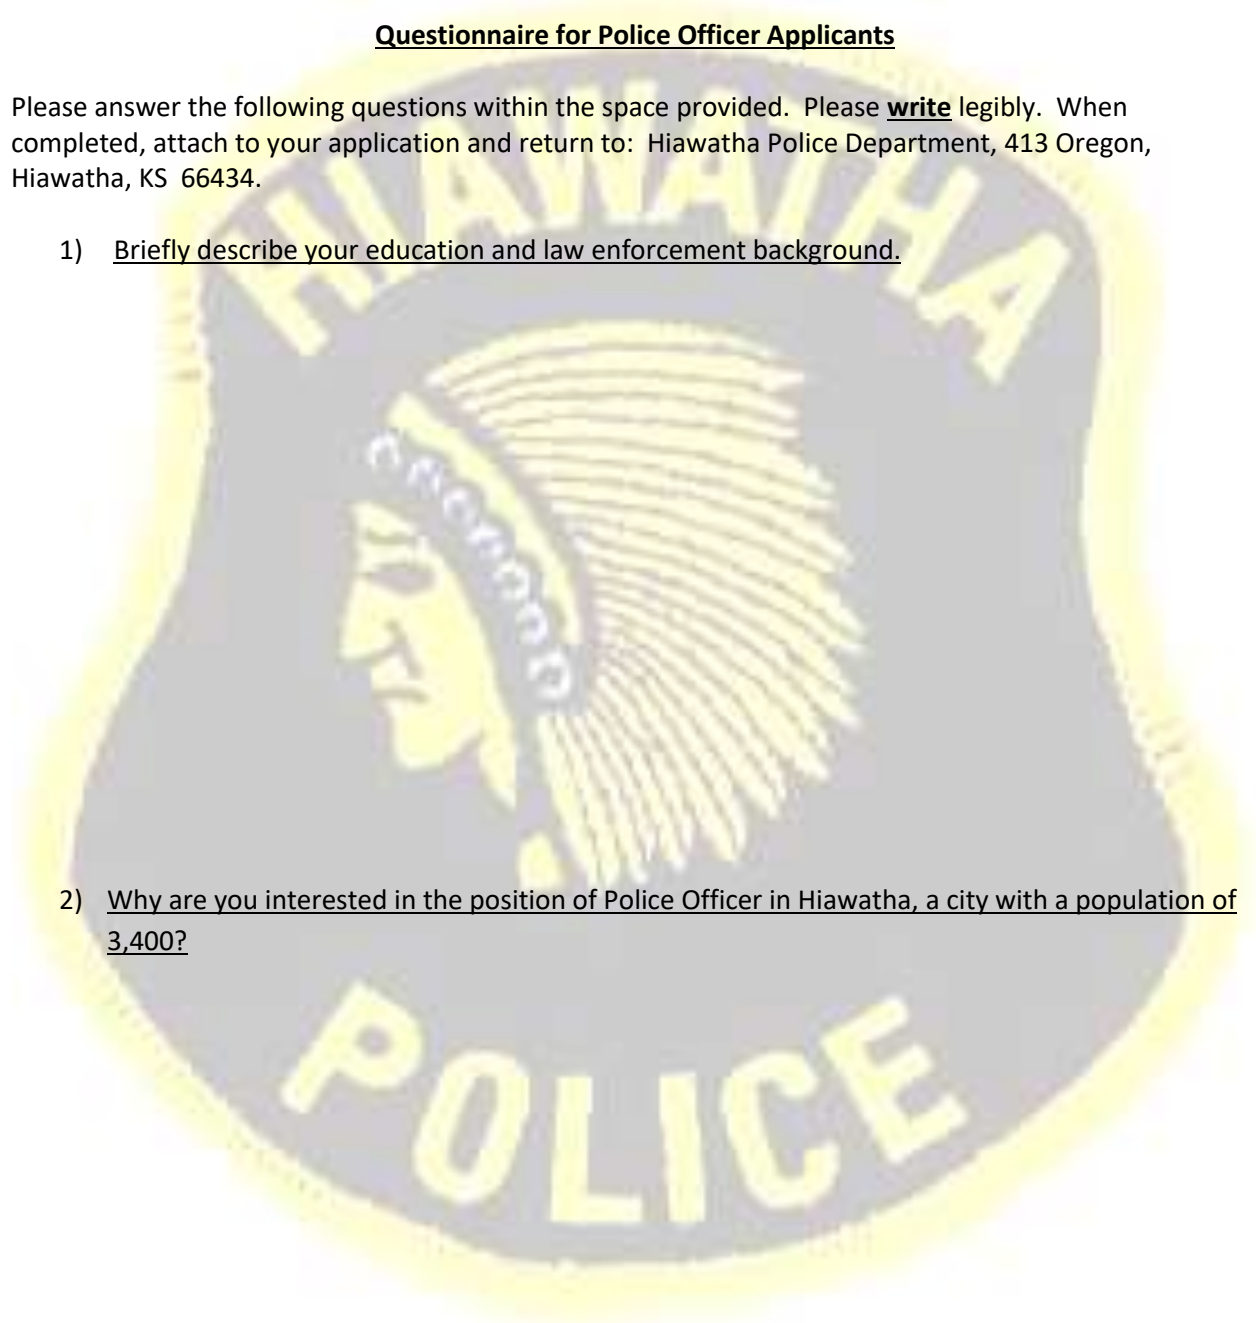 Questionnaire for Police Officer Applicants
Please answer the following questions within the space provided.  Please write legibly.  When
completed, attach to your application and return to:  Hiawatha Police Department, 413 Oregon,
Hiawatha, KS  66434.
HIAWATHA
1) Briefly describe your education and law enforcement background.
2) Why are you interested in the position of Police Officer in Hiawatha, a city with a population of
3,400?
POLICE